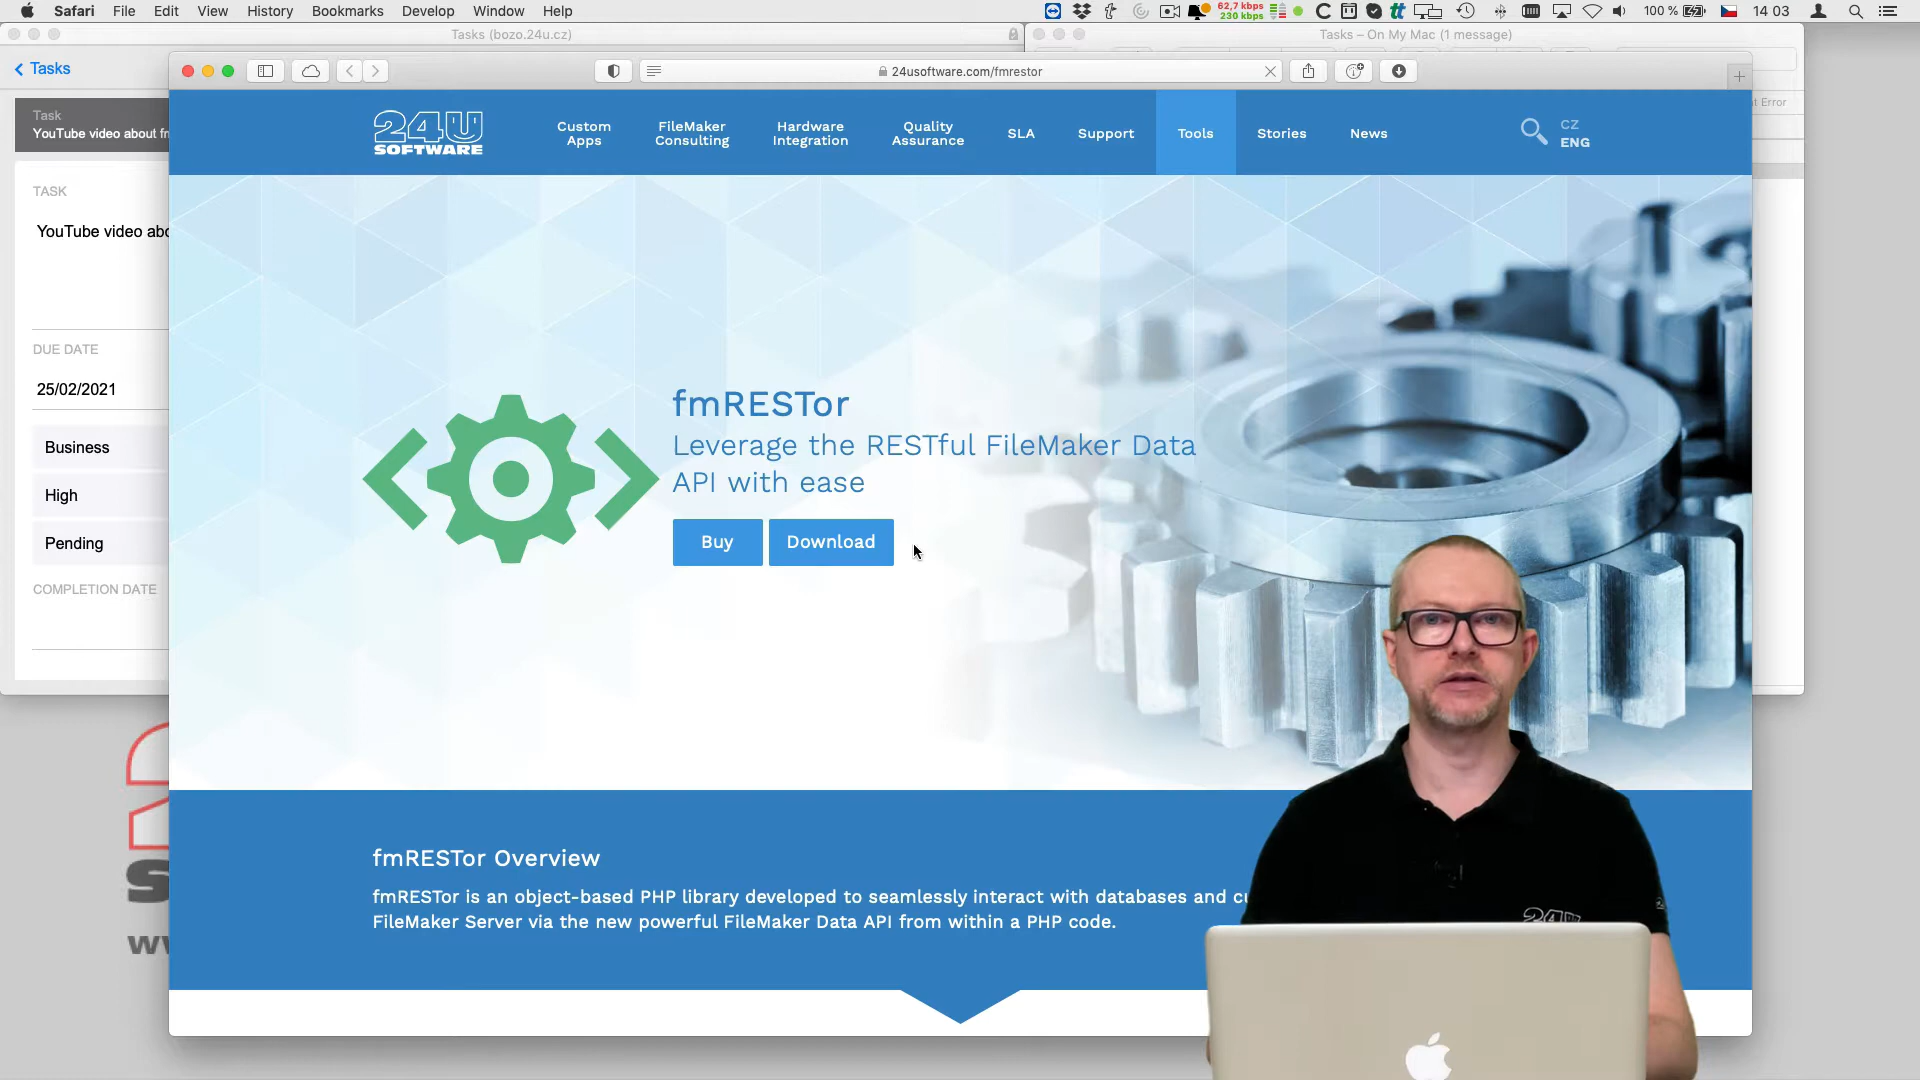 Safari File Edit View History Bookmarks Develop Window Help
62,7 kbps
230 kbps
100 %
14 03
Tasks (bozo.24u.cz)
Tasks – On My Mac (1 message)
Tasks
24usoftware.com/fmrestor
Task
YouTube video about
TASK
YouTube video
DUE DATE
25/02/2021
Business
High
Pending
COMPLETION DATE
24U
SOFTWARE
Custom
Apps
FileMaker
Consulting
Hardware
Integration
Quality
Assurance
SLA
Support
Tools
Stories
News
CZ
ENG
Error
fmRESTor
Leverage the RESTful FileMaker Data
API with ease
Buy
Download
fmRESTor Overview
fmRESTor is an object-based PHP library developed to seamlessly interact with databases and
FileMaker Server via the new powerful FileMaker Data API from within a PHP code.